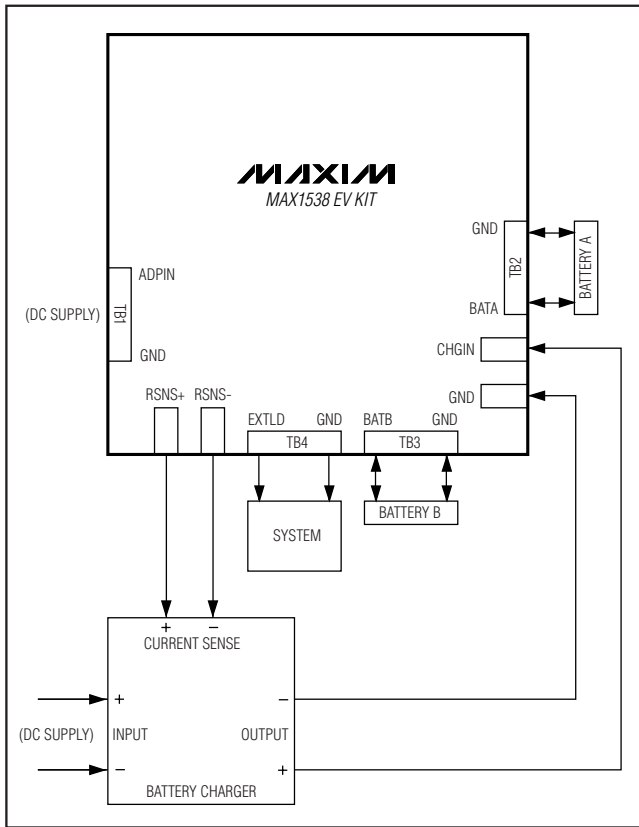 MAXIM
MAX1538 EV KIT
GND
TB2
BATTERY A
BATA
ADPIN
(DC SUPPLY)
TB1
GND
CHGIN
GND
RSNS+ RSNS-
EXTLD GND
TB4
BATB GND
TB3
SYSTEM
BATTERY B
+ −
CURRENT SENSE
+ −
(DC SUPPLY) INPUT OUTPUT
− +
BATTERY CHARGER